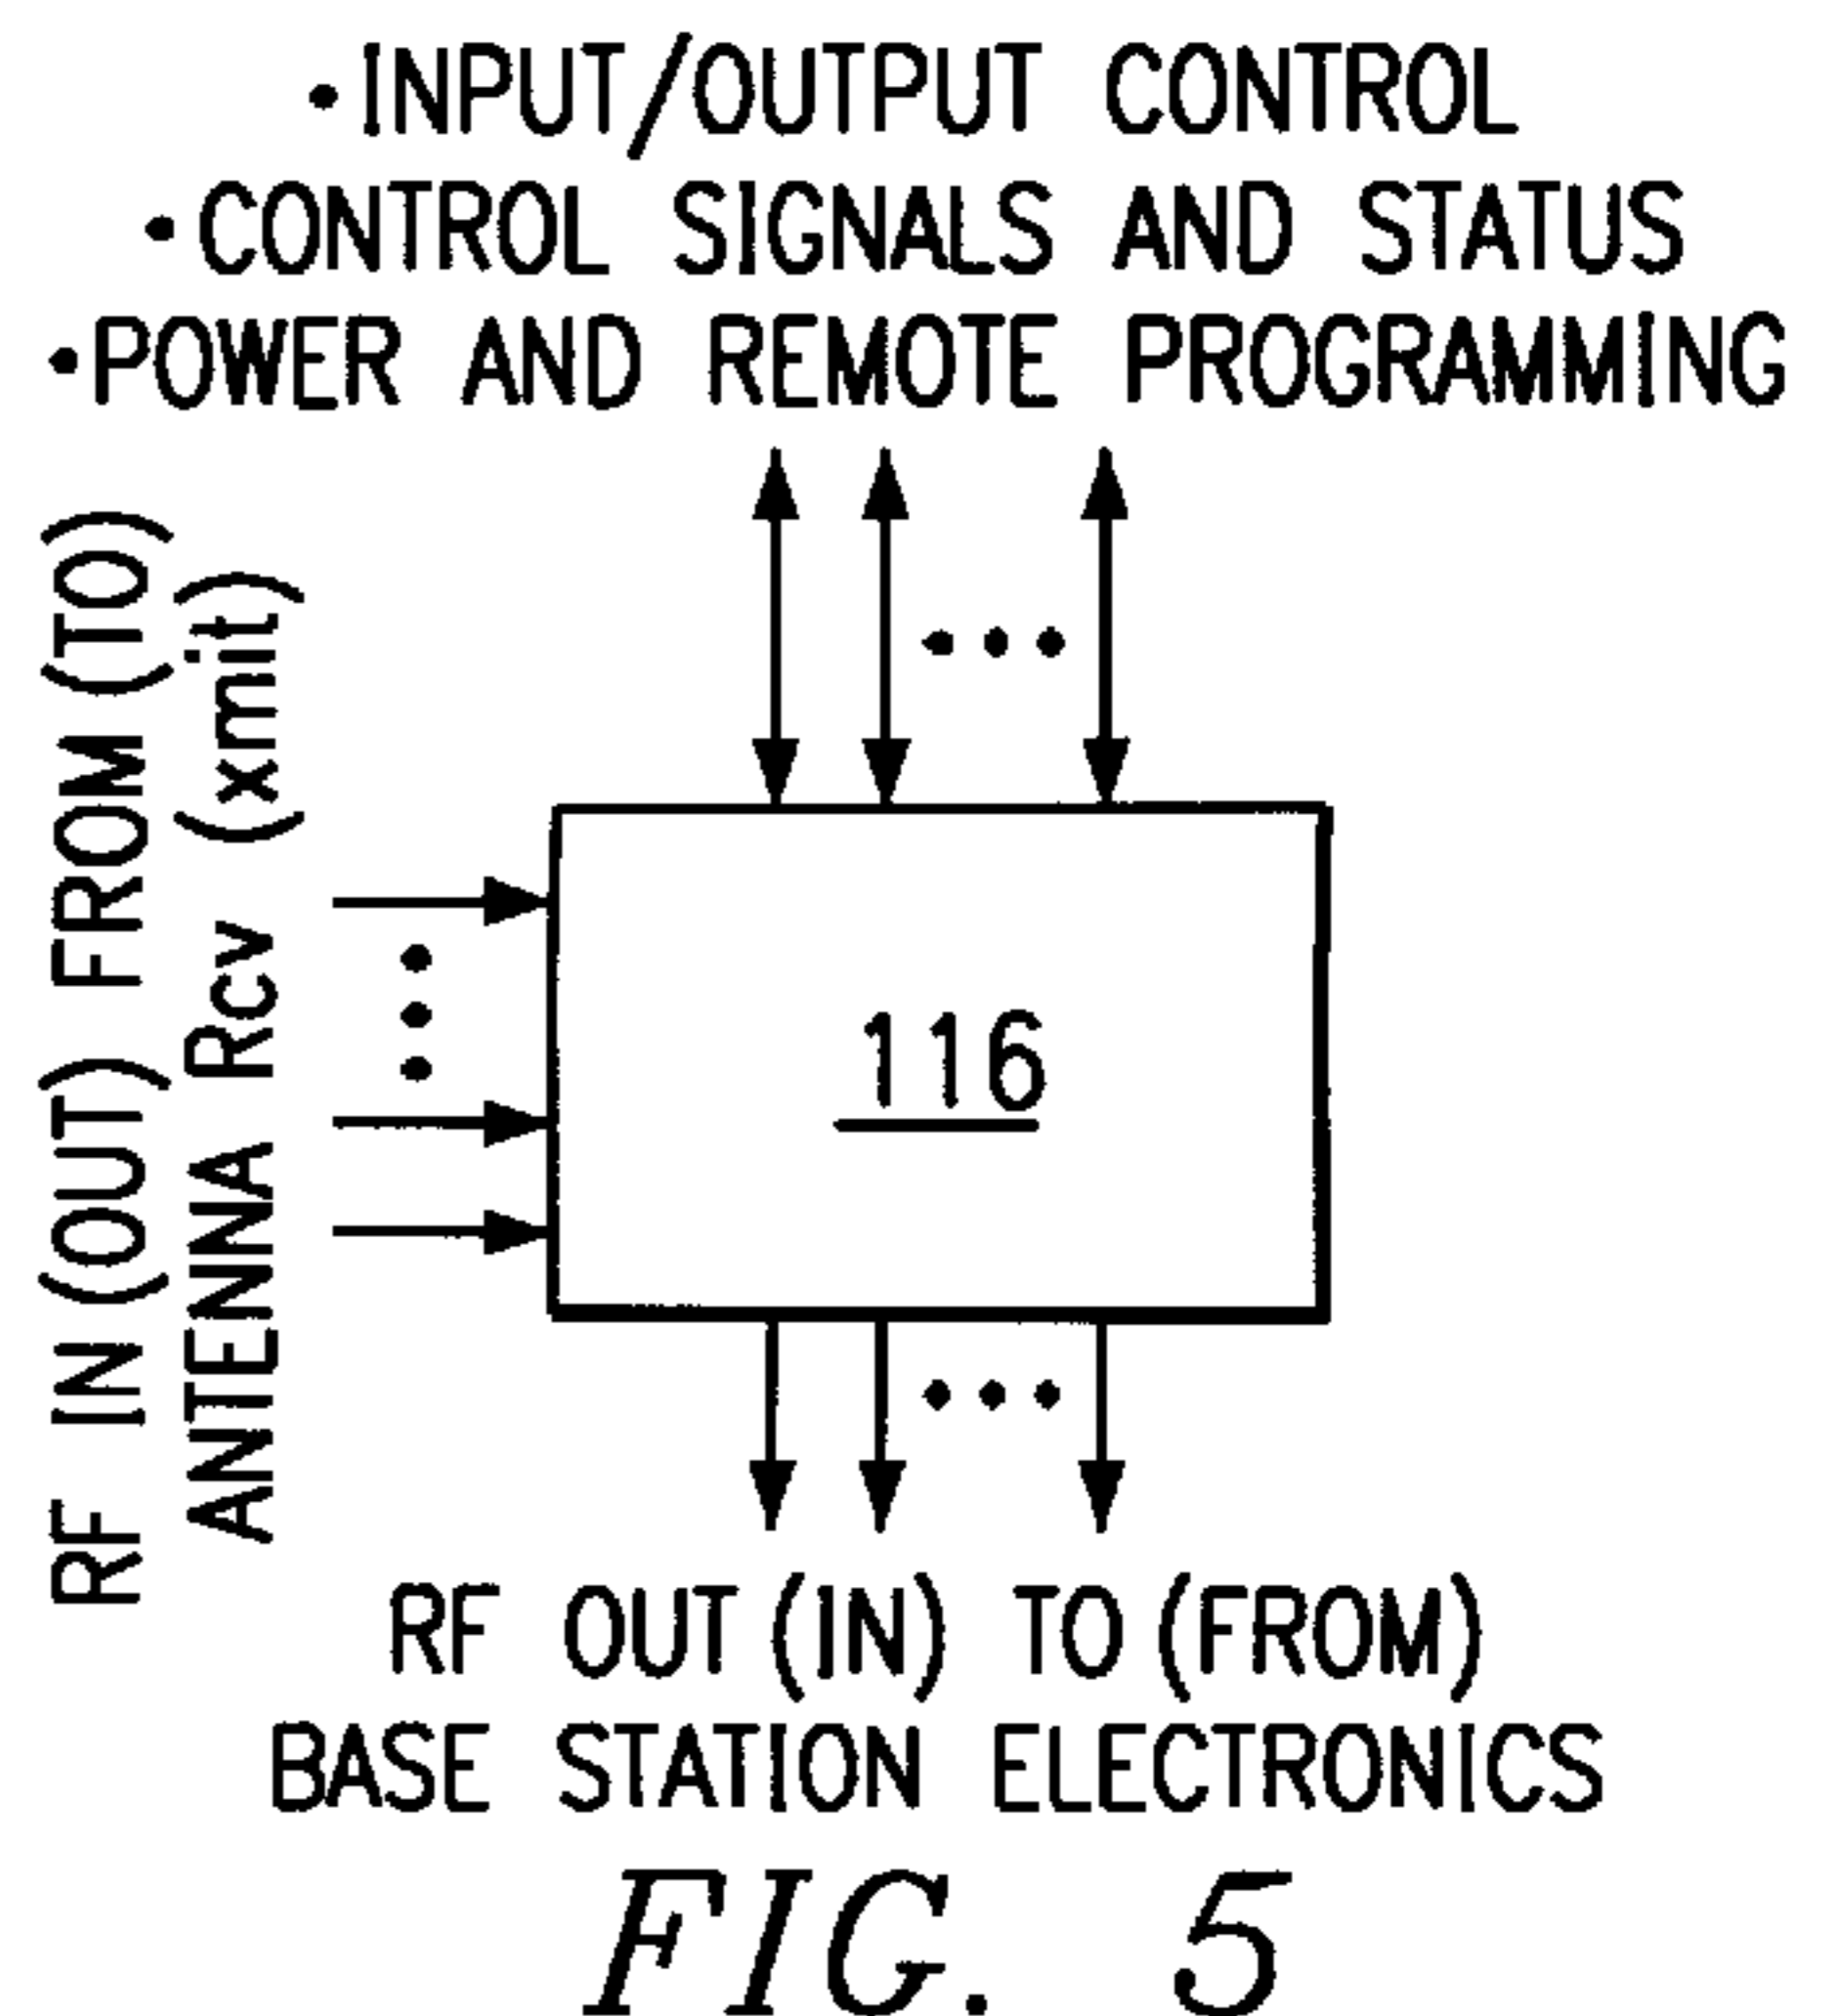 •INPUT/OUTPUT CONTROL
•CONTROL SIGNALS AND STATUS
•POWER AND REMOTE PROGRAMMING
RF IN (OUT) FROM (TO)
ANTENNA Rcv (xmit)
116
RF OUT (IN) TO (FROM)
BASE STATION ELECTRONICS
FIG. 5